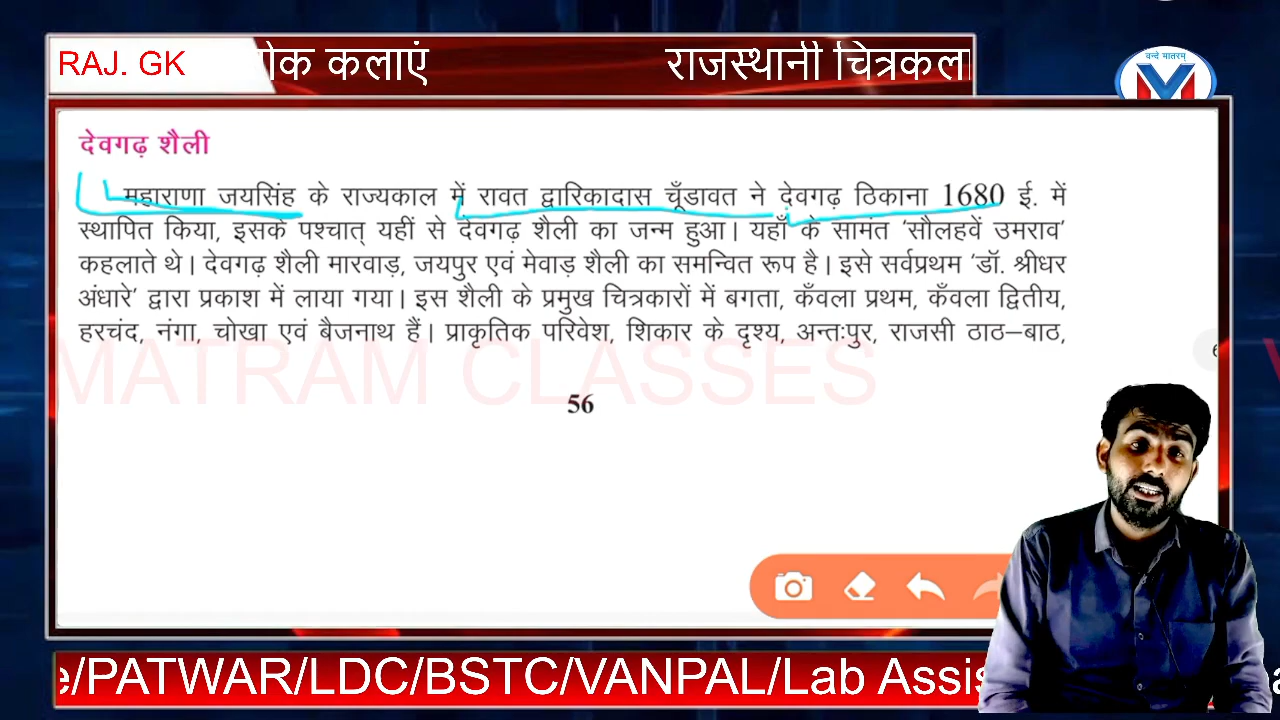 RAJ. GK
ोक कलाएं
राजस्थानी चित्रकला
वन्दे मातरम्
देवगढ़ शैली
महाराणा जयसिंह के राज्यकाल में रावत द्वारिकादास चूँडावत ने देवगढ़ ठिकाना 1680 ई. में
स्थापित किया, इसके पश्चात् यहीं से देवगढ़ शैली का जन्म हुआ। यहाँ के सामंत ‘सौलहवें उमराव’
कहलाते थे। देवगढ़ शैली मारवाड़, जयपुर एवं मेवाड़ शैली का समन्वित रूप है। इसे सर्वप्रथम ‘डॉ. श्रीधर
अंधारे’ द्वारा प्रकाश में लाया गया। इस शैली के प्रमुख चित्रकारों में बगता, कँवला प्रथम, कँवला द्वितीय,
हरचंद, नंगा, चोखा एवं बैजनाथ हैं। प्राकृतिक परिवेश, शिकार के दृश्य, अन्तःपुर, राजसी ठाठ–बाठ,
MATRAM CLASSES
56
e/PATWAR/LDC/BSTC/VANPAL/Lab Assis